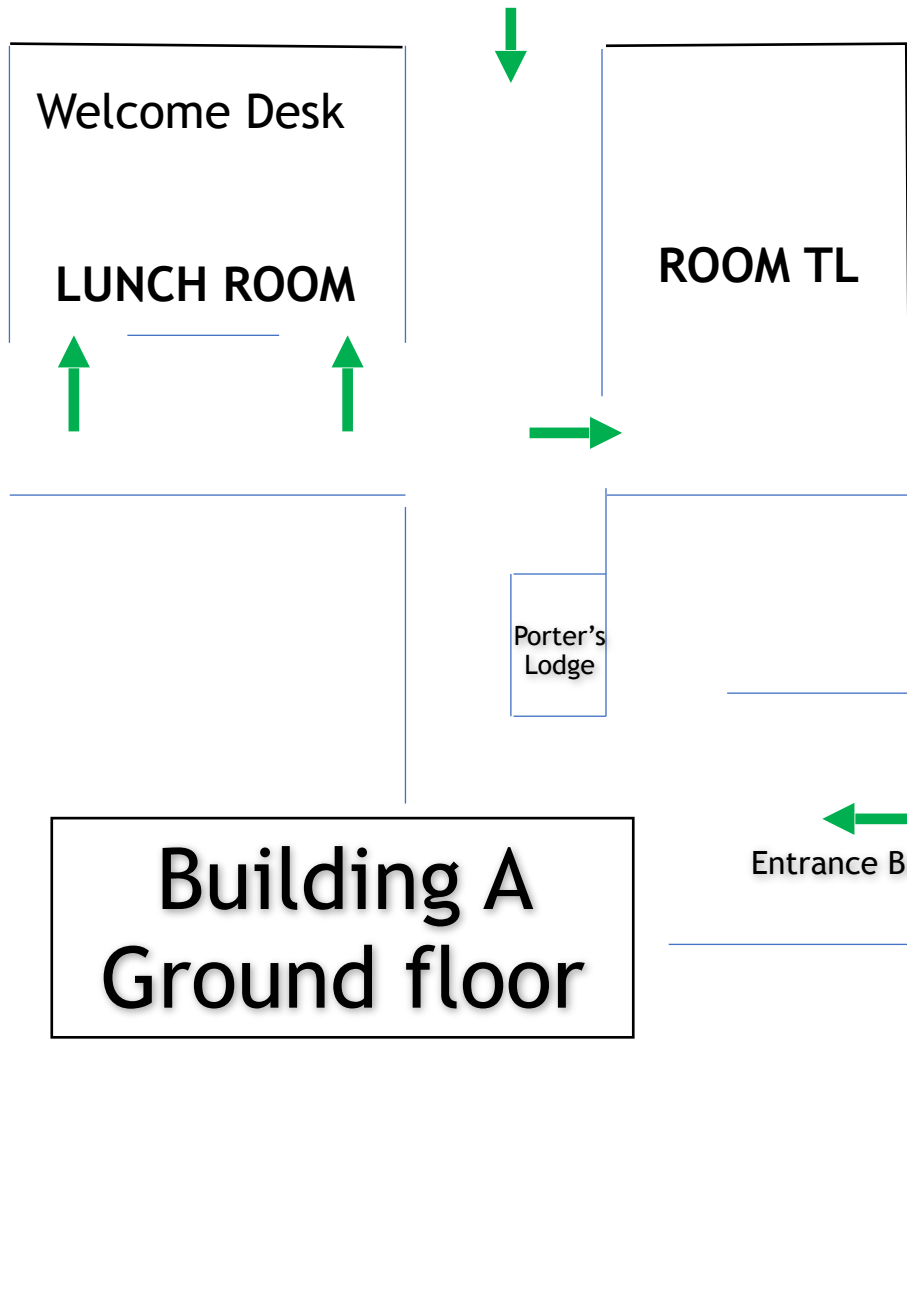 Welcome Desk
LUNCH ROOM
ROOM TL
Porter’s
Lodge
Entrance B
Building A
Ground floor